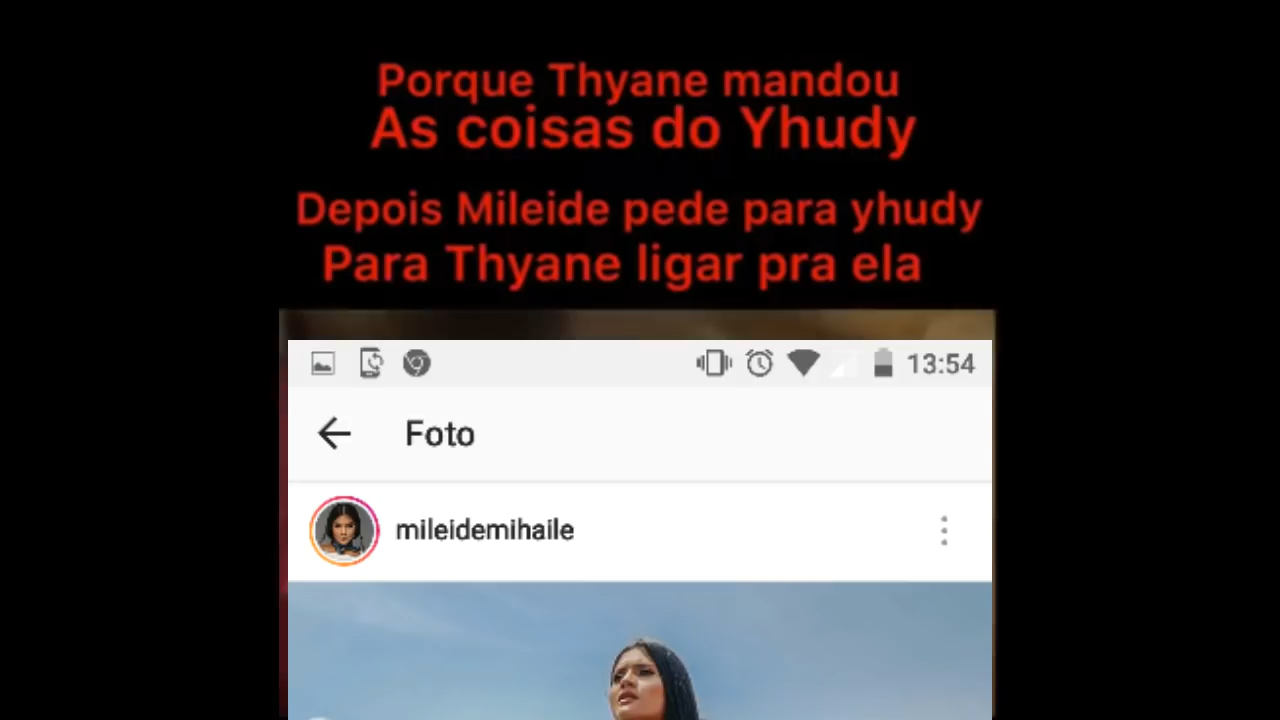 Porque Thyane mandou
As coisas do Yhudy
Depois Mileide pede para yhudy
Para Thyane ligar pra ela
13:54
Foto
mileidemihaile